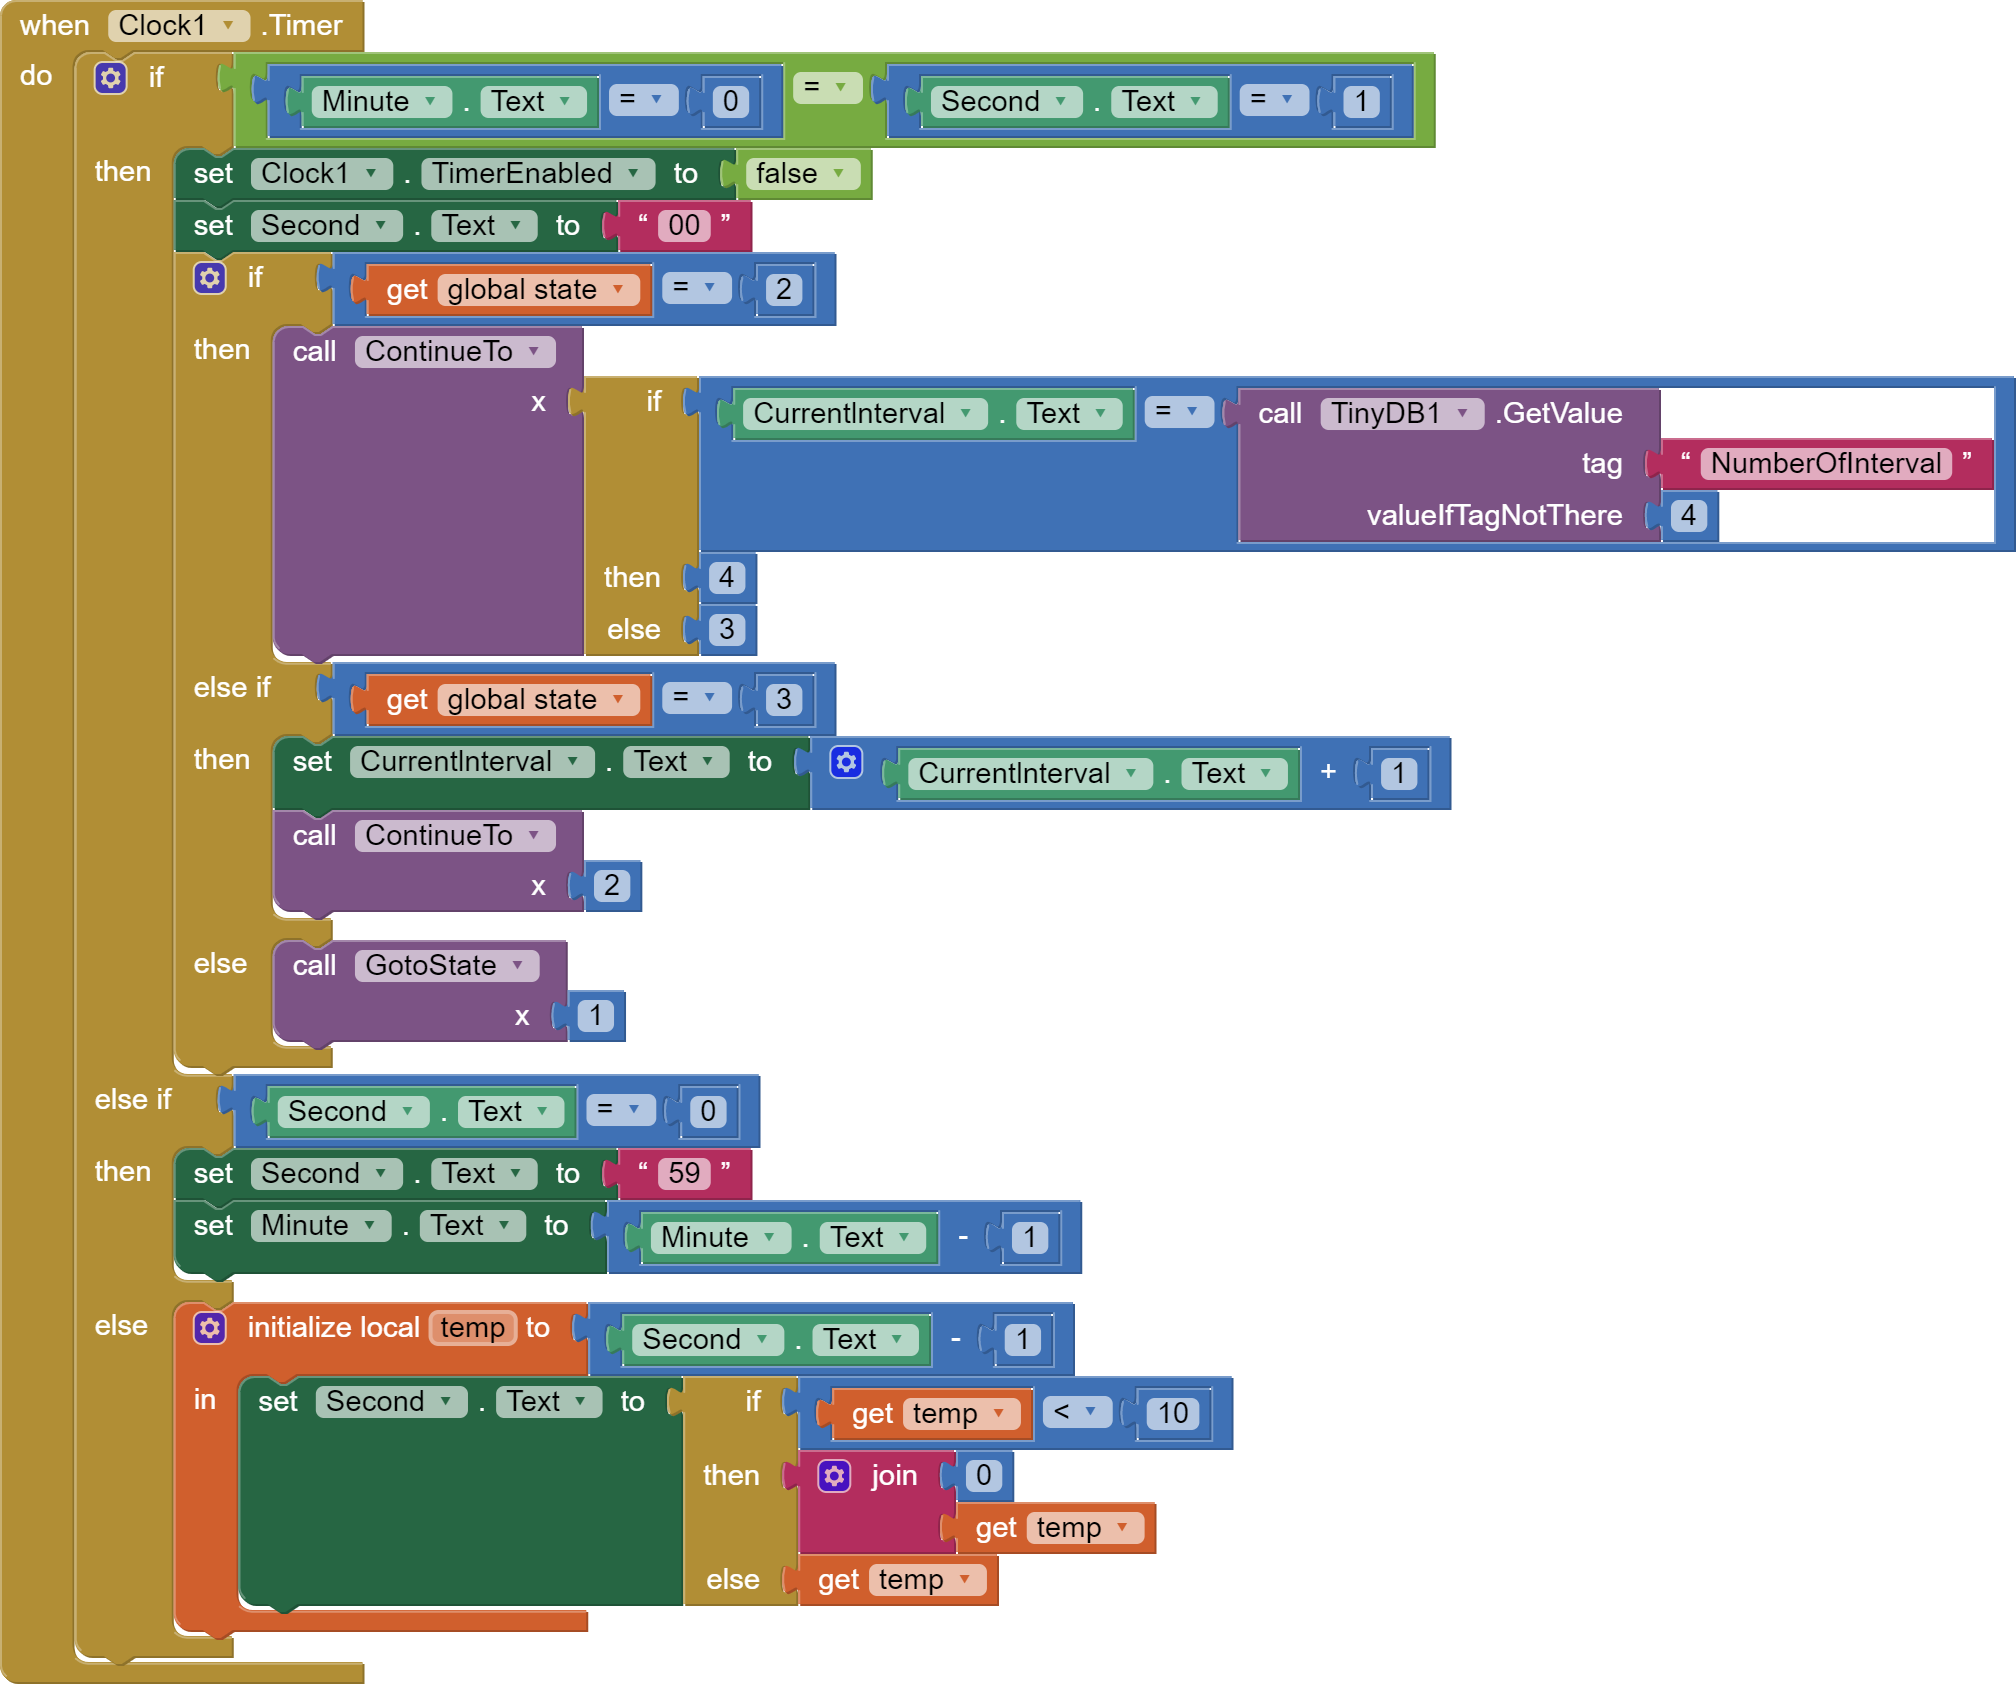 when Clock1 .Timer
do if Minute . Text = 0 = Second . Text = 1
then set Clock1 . TimerEnabled to false
set Second . Text to “ 00 ”
if get global state = 2
then call ContinueTo
x if CurrentInterval . Text = call TinyDB1 .GetValue
tag “ NumberOfInterval ”
valueIfTagNotThere 4
then 4
else 3
else if get global state = 3
then set CurrentInterval . Text to CurrentInterval . Text + 1
call ContinueTo
x 2
else call GotoState
x 1
else if Second . Text = 0
then set Second . Text to “ 59 ”
set Minute . Text to Minute . Text - 1
else initialize local temp to Second . Text - 1
in set Second . Text to if get temp < 10
then join 0
get temp
else get temp